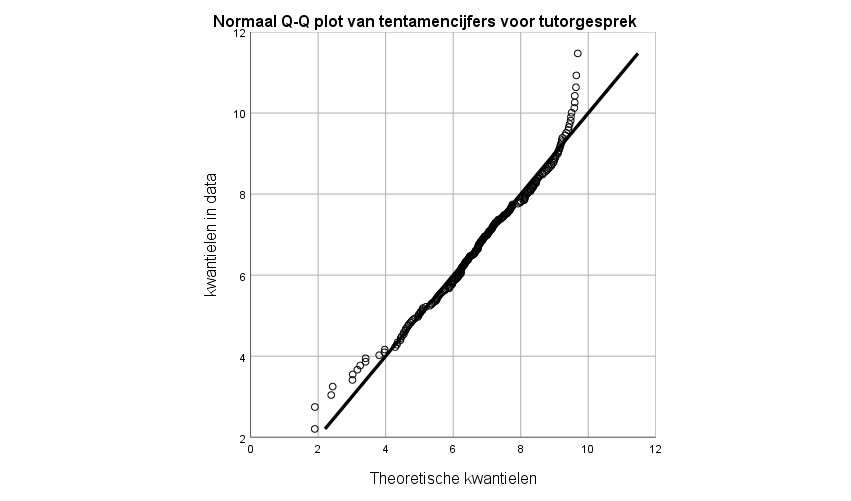 Normaal Q-Q plot van tentamencijfers voor tutorgesprek
12
10
8
6
4
2
kwantielen in data
0 2 4 6 8 10 12
Theoretische kwantielen